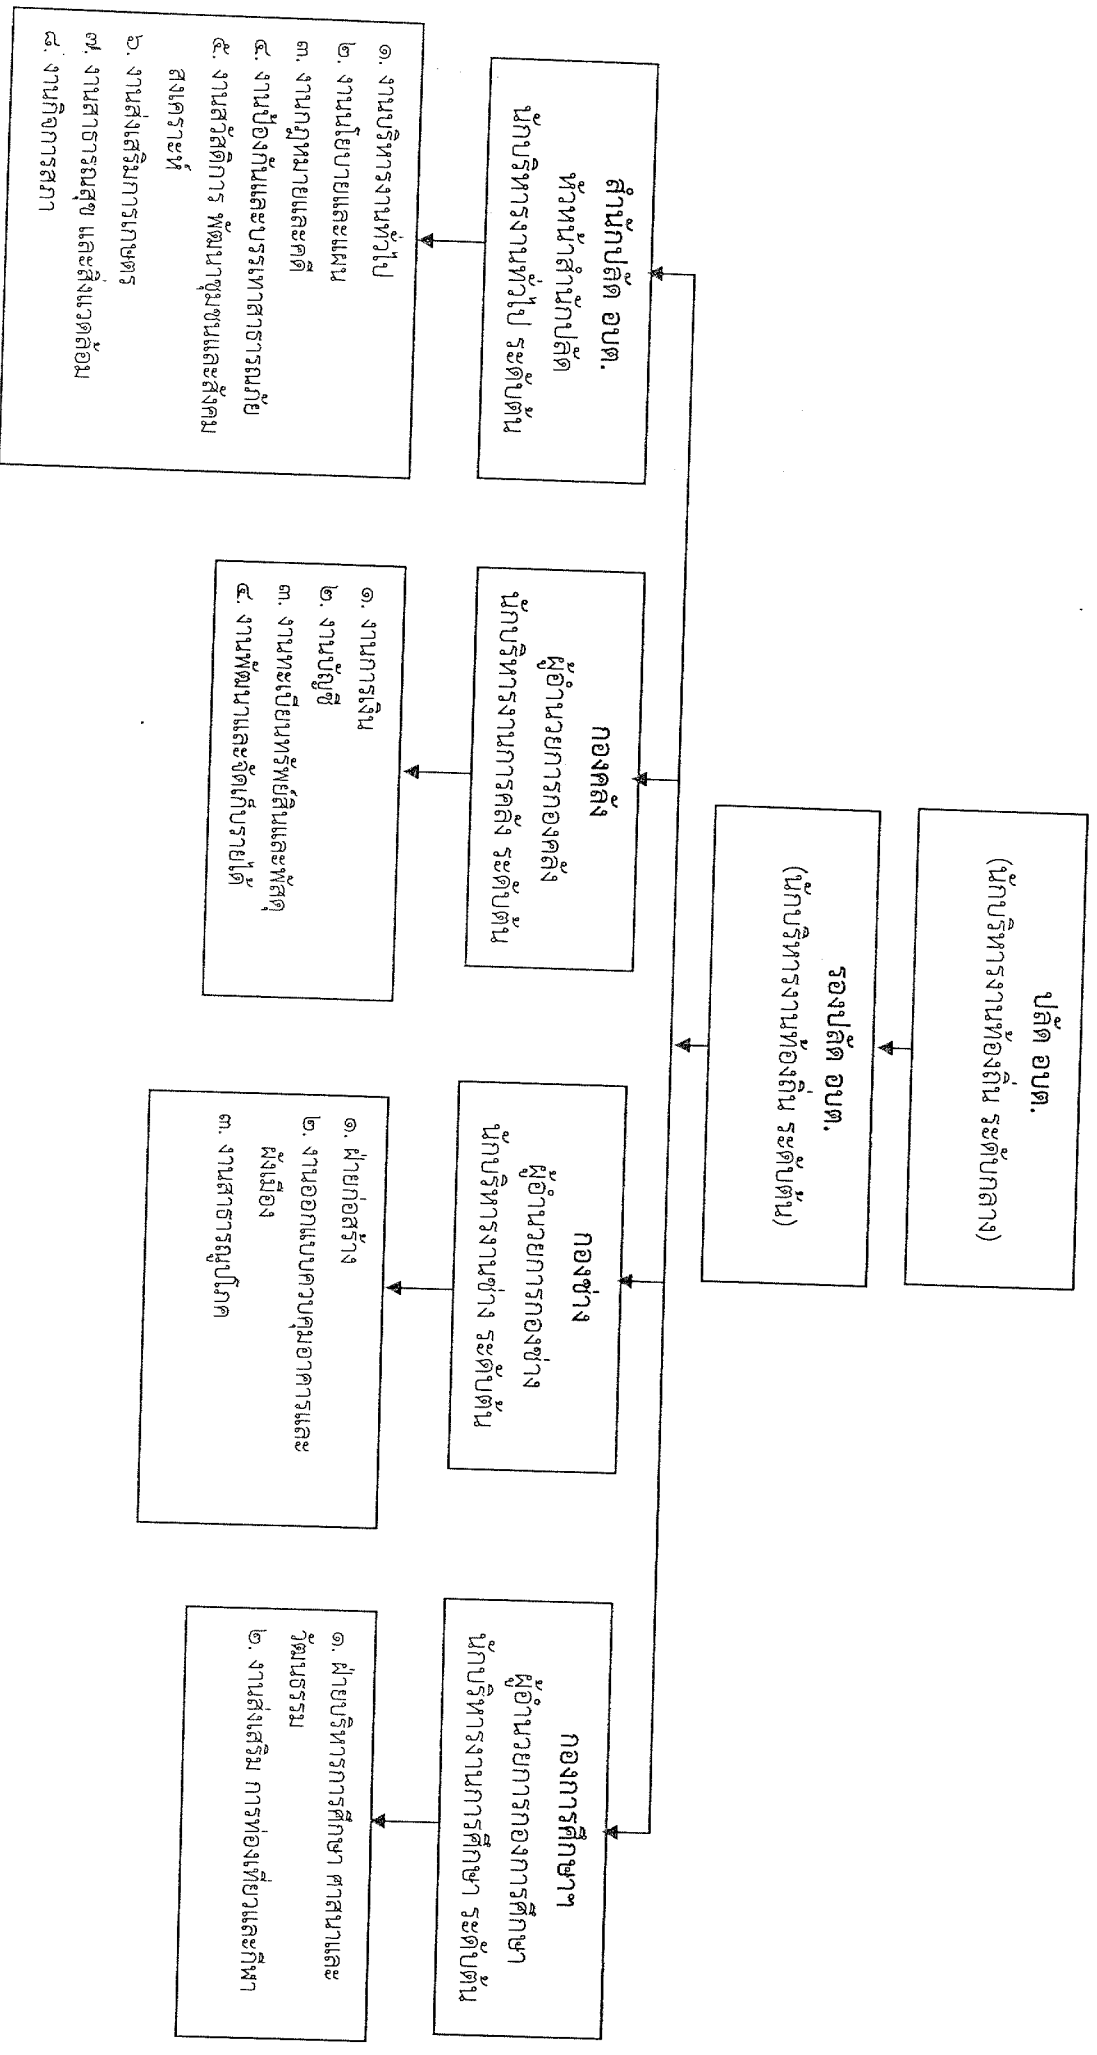 ปลัด อบต.
(นักบริหารงานท้องถิ่น ระดับกลาง)
รองปลัด อบต.
(นักบริหารงานท้องถิ่น ระดับต้น)
สำนักปลัด อบต.
หัวหน้าสำนักปลัด
นักบริหารงานทั่วไป ระดับต้น
กองคลัง
ผู้อำนวยการกองคลัง
นักบริหารงานการคลัง ระดับต้น
กองช่าง
ผู้อำนวยการกองช่าง
นักบริหารงานช่าง ระดับต้น
กองการศึกษาฯ
ผู้อำนวยการกองการศึกษา
นักบริหารงานการศึกษา ระดับต้น
๑. งานบริหารงานทั่วไป
๒. งานนโยบายและแผน
๓. งานกฎหมายและคดี
๔. งานป้องกันและบรรเทาสาธารณภัย
๕. งานสวัสดิการ พัฒนาชุมชนและสังคม
สงเคราะห์
๖. งานส่งเสริมการเกษตร
๗. งานสาธารณสุข และสิ่งแวดล้อม
๘. งานกิจการสภา
๑. งานการเงิน
๒. งานบัญชี
๓. งานทะเบียนทรัพย์สินและพัสดุ
๔. งานพัฒนาและจัดเก็บรายได้
๑. ฝ่ายก่อสร้าง
๒. งานออกแบบควบคุมอาคารและ
ผังเมือง
๓. งานสาธารณูปโภค
๑. ฝ่ายบริหารการศึกษา ศาสนาและ
วัฒนธรรม
๒. งานส่งเสริม การท่องเที่ยวและกีฬา